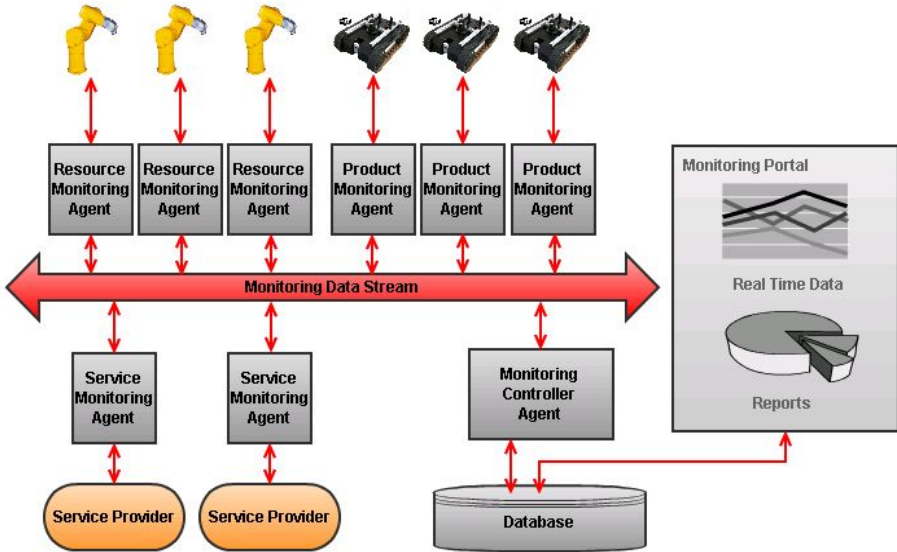 Resource
Monitoring
Agent
Resource
Monitoring
Agent
Resource
Monitoring
Agent
Product
Monitoring
Agent
Product
Monitoring
Agent
Product
Monitoring
Agent
Monitoring Portal
Real Time Data
Reports
Monitoring Data Stream
Service
Monitoring
Agent
Service
Monitoring
Agent
Monitoring
Controller
Agent
Service Provider
Service Provider
Database